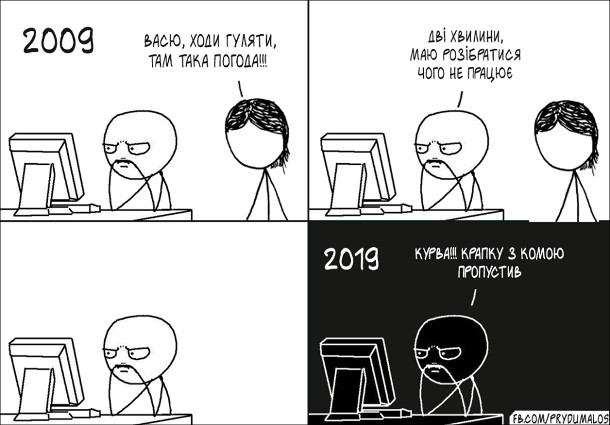 2009
ВАСЮ, ХОДИ ГУЛЯТИ,
ТАМ ТАКА ПОГОДА!!!
ДВІ ХВИЛИНИ,
МАЮ РОЗІБРАТИСЯ
ЧОГО НЕ ПРАЦЮЄ
2019
КУРВА!!! КРАПКУ З КОМОЮ
ПРОПУСТИВ
FB.COM/PRYDUMALOS